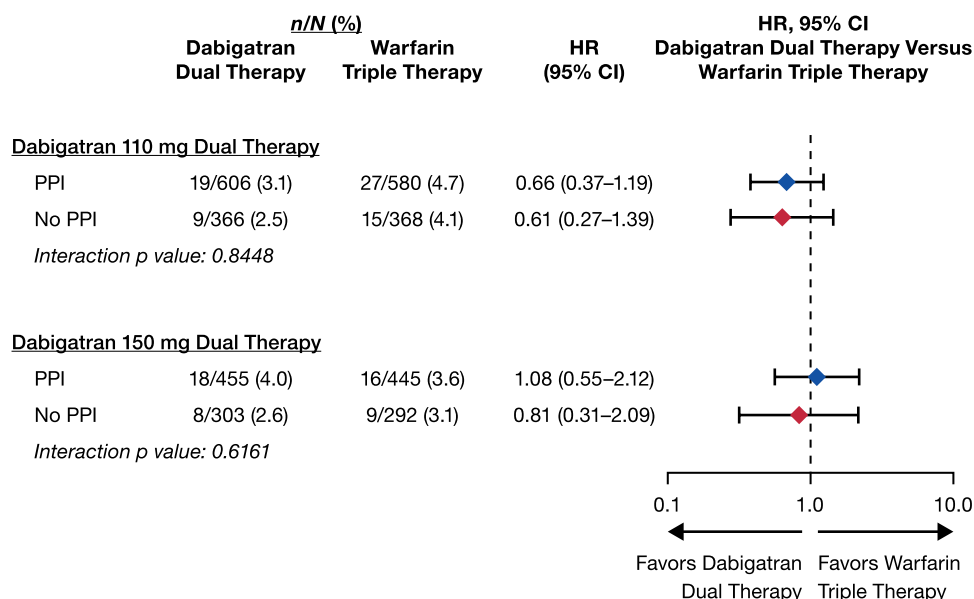 n/N (%)
Dabigatran Dual Therapy
Warfarin Triple Therapy
HR (95% CI)
HR, 95% CI
Dabigatran Dual Therapy Versus
Warfarin Triple Therapy
Dabigatran 110 mg Dual Therapy
PPI 19/606 (3.1) 27/580 (4.7) 0.66 (0.37–1.19)
No PPI 9/366 (2.5) 15/368 (4.1) 0.61 (0.27–1.39)
Interaction p value: 0.8448
Dabigatran 150 mg Dual Therapy
PPI 18/455 (4.0) 16/445 (3.6) 1.08 (0.55–2.12)
No PPI 8/303 (2.6) 9/292 (3.1) 0.81 (0.31–2.09)
Interaction p value: 0.6161
0.1 1.0 10.0
Favors Dabigatran
Dual Therapy
Favors Warfarin
Triple Therapy